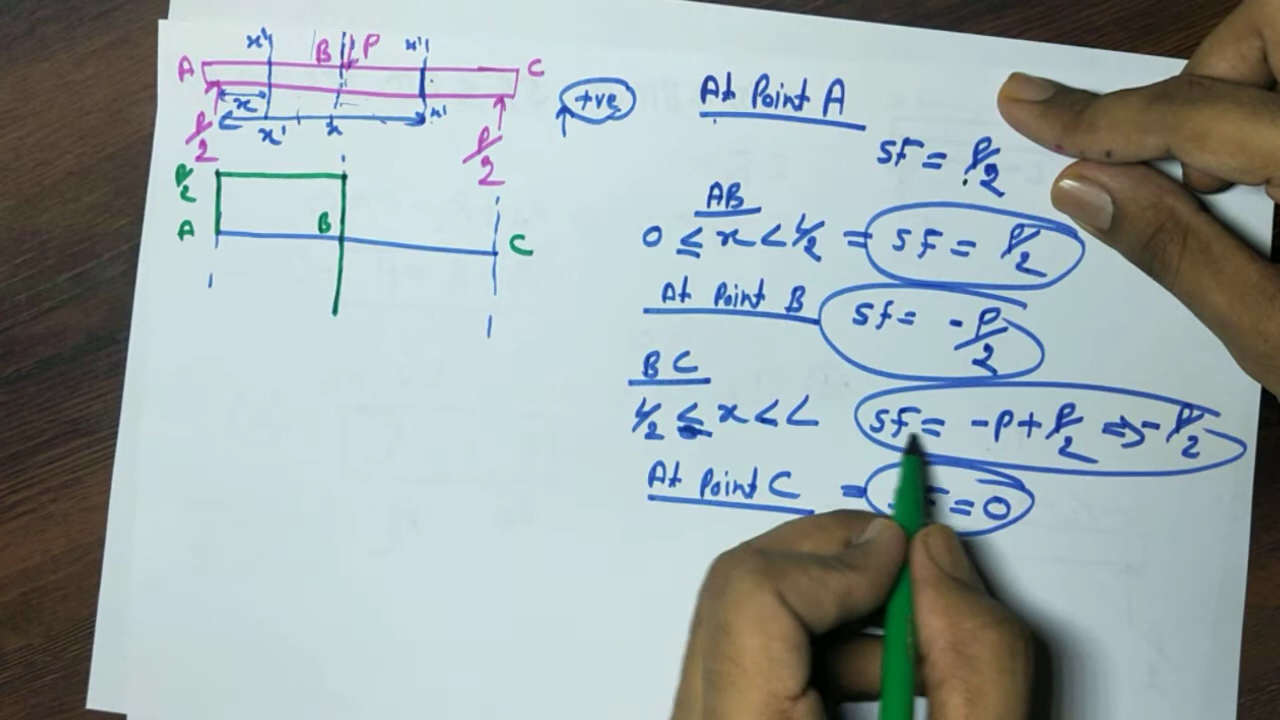 x' B P x'
A C
x x'
x' x
P/2 P/2
+ve
P/2
A B C
At Point A
SF = P/2
AB
0 ≤ x < L/2 = SF = P/2
At Point B SF = -P/2
BC
L/2 ≤ x < L SF = -P + P/2 ⇒ -P/2
At Point C = = 0